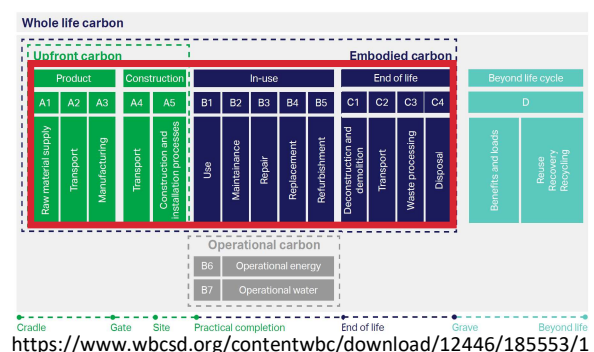 Whole life carbon
Upfront carbon
Embodied carbon
Product
Construction
In-use
End of life
Beyond life cycle
A1
A2
A3
A4
A5
B1
B2
B3
B4
B5
C1
C2
C3
C4
D
Raw material supply
Transport
Manufacturing
Transport
Construction and
installation processes
Use
Maintainance
Repair
Replacement
Refurbishment
Deconstruction and
demolition
Transport
Waste processing
Disposal
Benefits and loads
Reuse
Recovery
Recycling
Operational carbon
B6
Operational energy
B7
Operational water
Cradle
Gate
Site
Practical completion
End of life
Grave
Beyond life
https://www.wbcsd.org/contentwbc/download/12446/185553/1